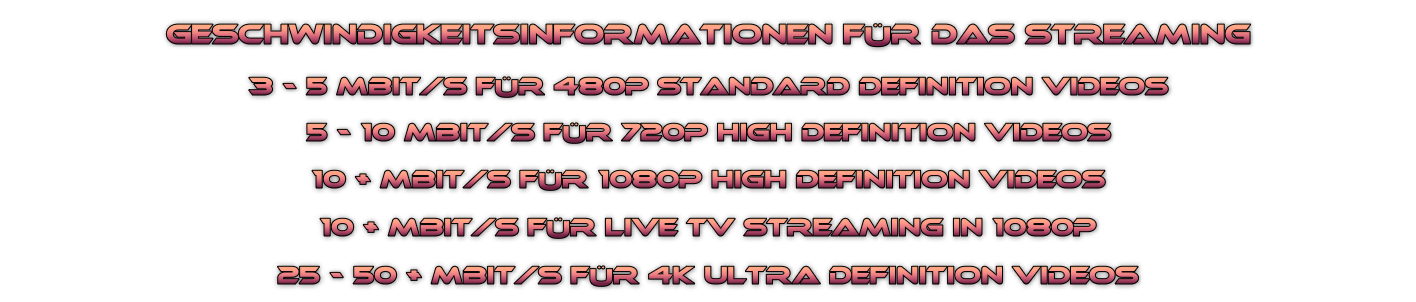 GESCHWINDIGKEITSINFORMATIONEN FÜR DAS STREAMING
3 - 5 MBIT/S FÜR 480P STANDARD DEFINITION VIDEOS
5 - 10 MBIT/S FÜR 720P HIGH DEFINITION VIDEOS
10 + MBIT/S FÜR 1080P HIGH DEFINITION VIDEOS
10 + MBIT/S FÜR LIVE TV STREAMING IN 1080P
25 - 50 + MBIT/S FÜR 4K ULTRA DEFINITION VIDEOS